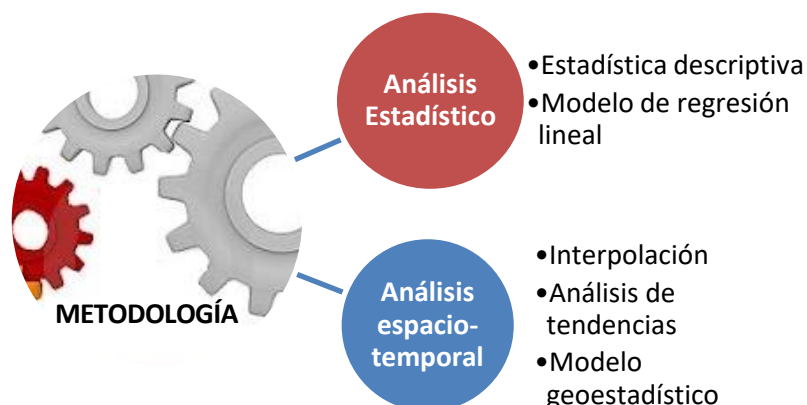 METODOLOGÍA
Análisis
Estadístico
•Estadística descriptiva
•Modelo de regresión
lineal
Análisis
espacio-
temporal
•Interpolación
•Análisis de
tendencias
•Modelo
geoestadístico